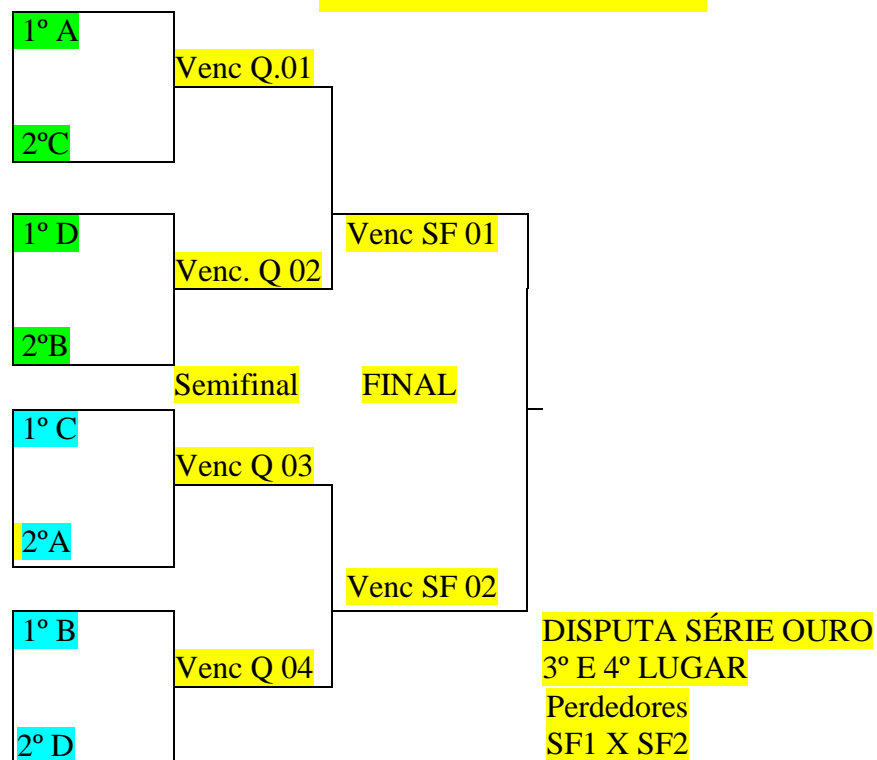 1º A
Venc Q.01
2ºC
1º D
Venc SF 01
Venc. Q 02
2ºB
Semifinal FINAL
1º C
Venc Q 03
2ºA
Venc SF 02
1º B
DISPUTA SÉRIE OURO
Venc Q 04
3º E 4º LUGAR
Perdedores
2º D
SF1 X SF2